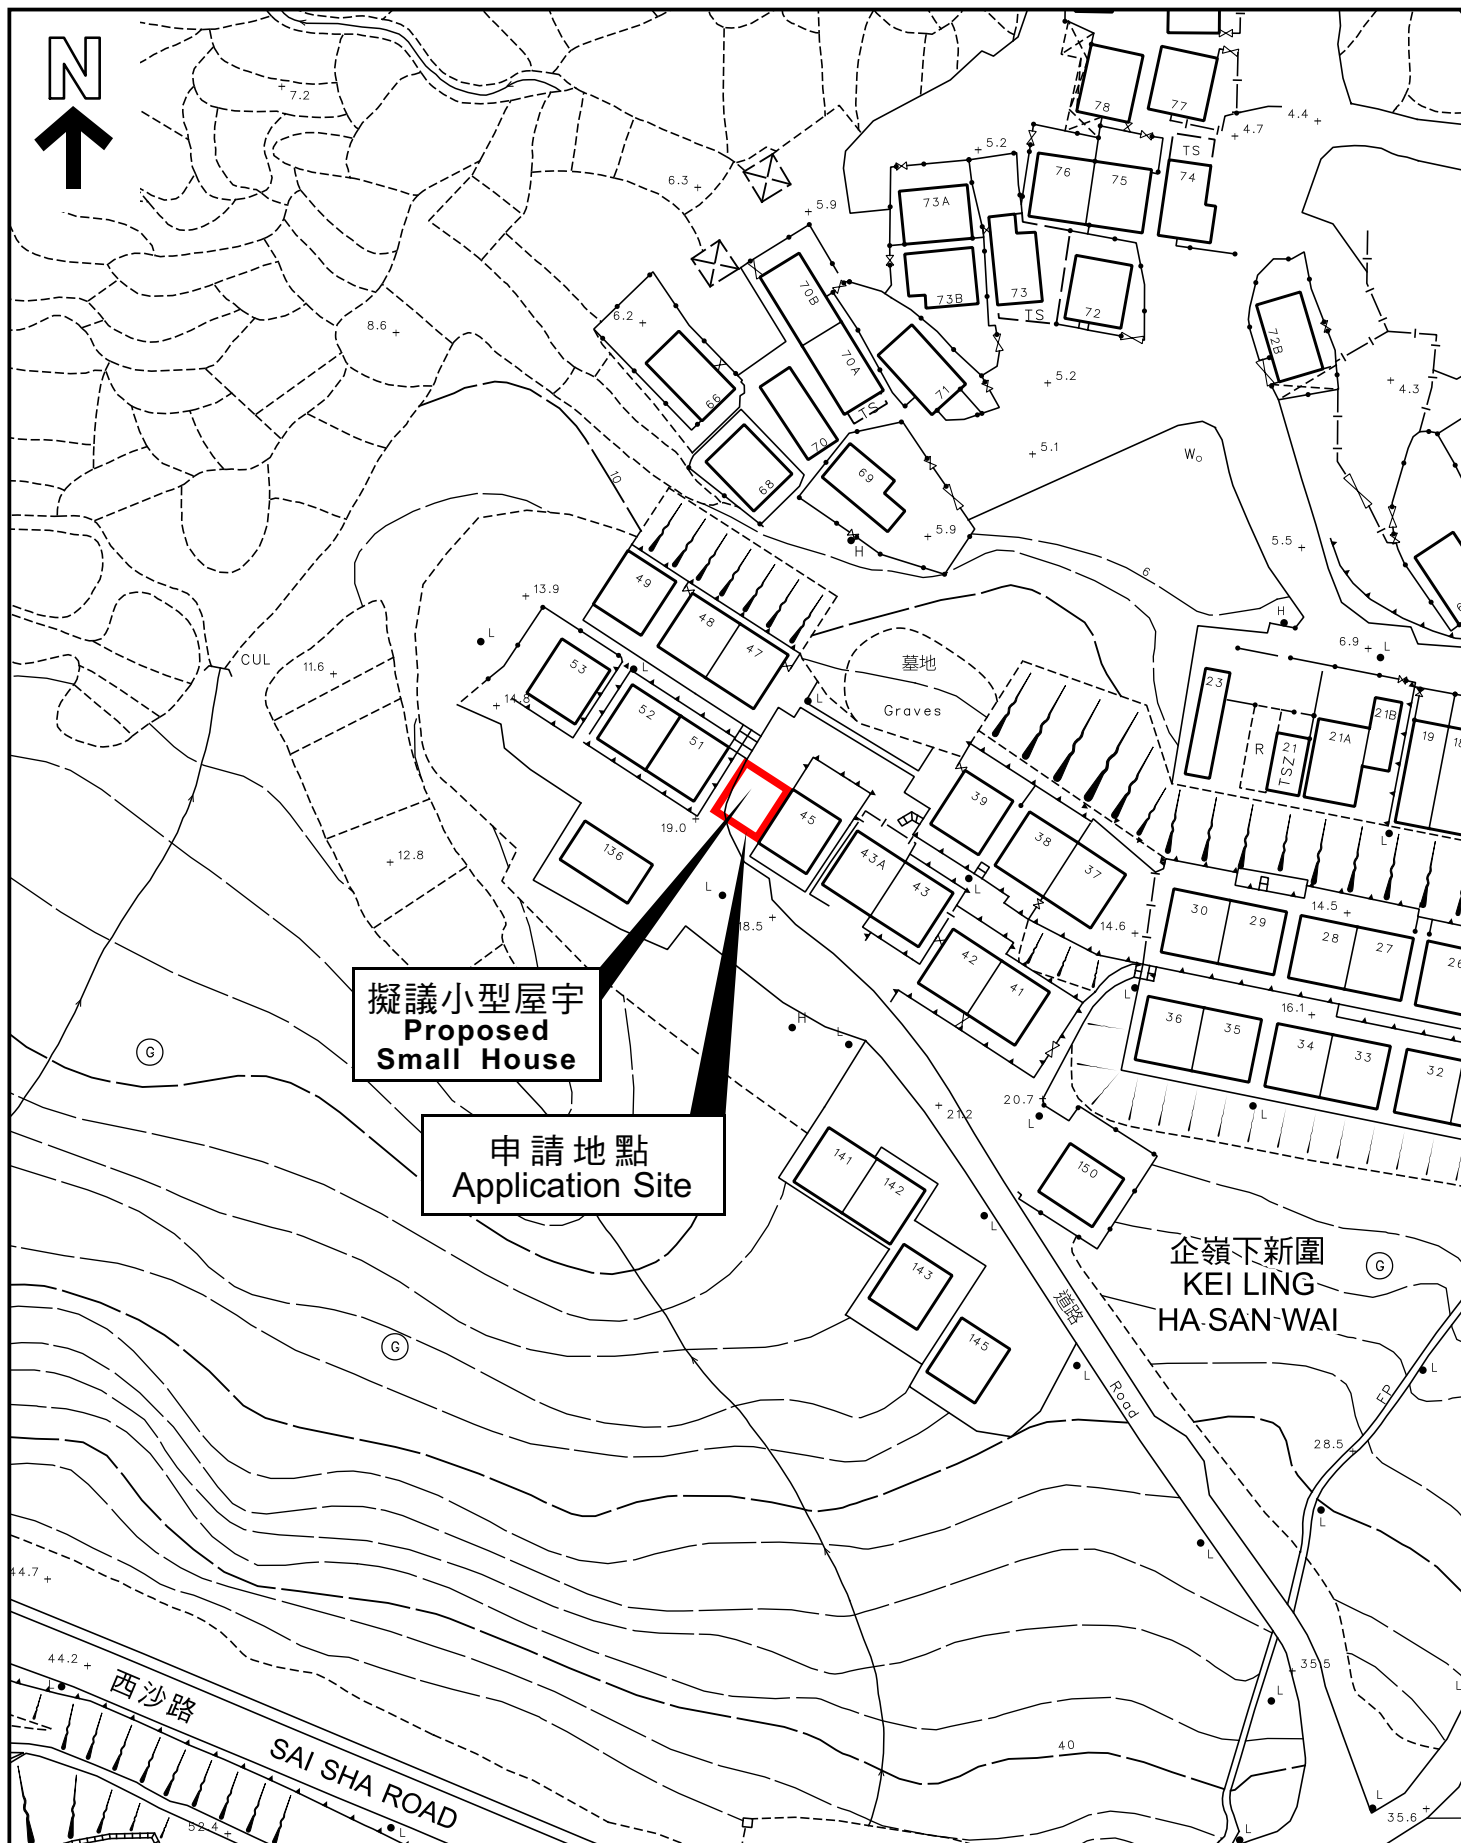 N
7.2
78
77
4.4
4.7
TS
5.2
76
75
74
6.3
5.9
73A
73B
73
TS
72
70B
70A
TS
6.2
8.6
66
70
71
5.2
72B
4.3
68
69
5.1
Wo
10
5.9
H
5.5
6
H
13.9
49
48
47
L
53
L
14.8
52
51
L
墓地
Graves
6.9
L
23
21B
R
21
TSZ
21A
19
18
CUL
11.6
12.8
19.0
45
136
L
18.5
39
38
37
43A
43
L
L
42
41
14.6
30
29
14.5
28
27
26
L
16.1
36
35
34
33
32
擬議小型屋宇
Proposed
Small House
H
L
21.2
20.7
L
L
G
申請地點
Application Site
141
142
150
L
143
145
企嶺下新圍
KEI LING
HA SAN WAI
G
G
道路
Road
L
FP
L
28.5
L
L
44.7
44.2
L
西沙路
SAI SHA ROAD
52.4
L
40
35.5
L
L
L
35.6
L